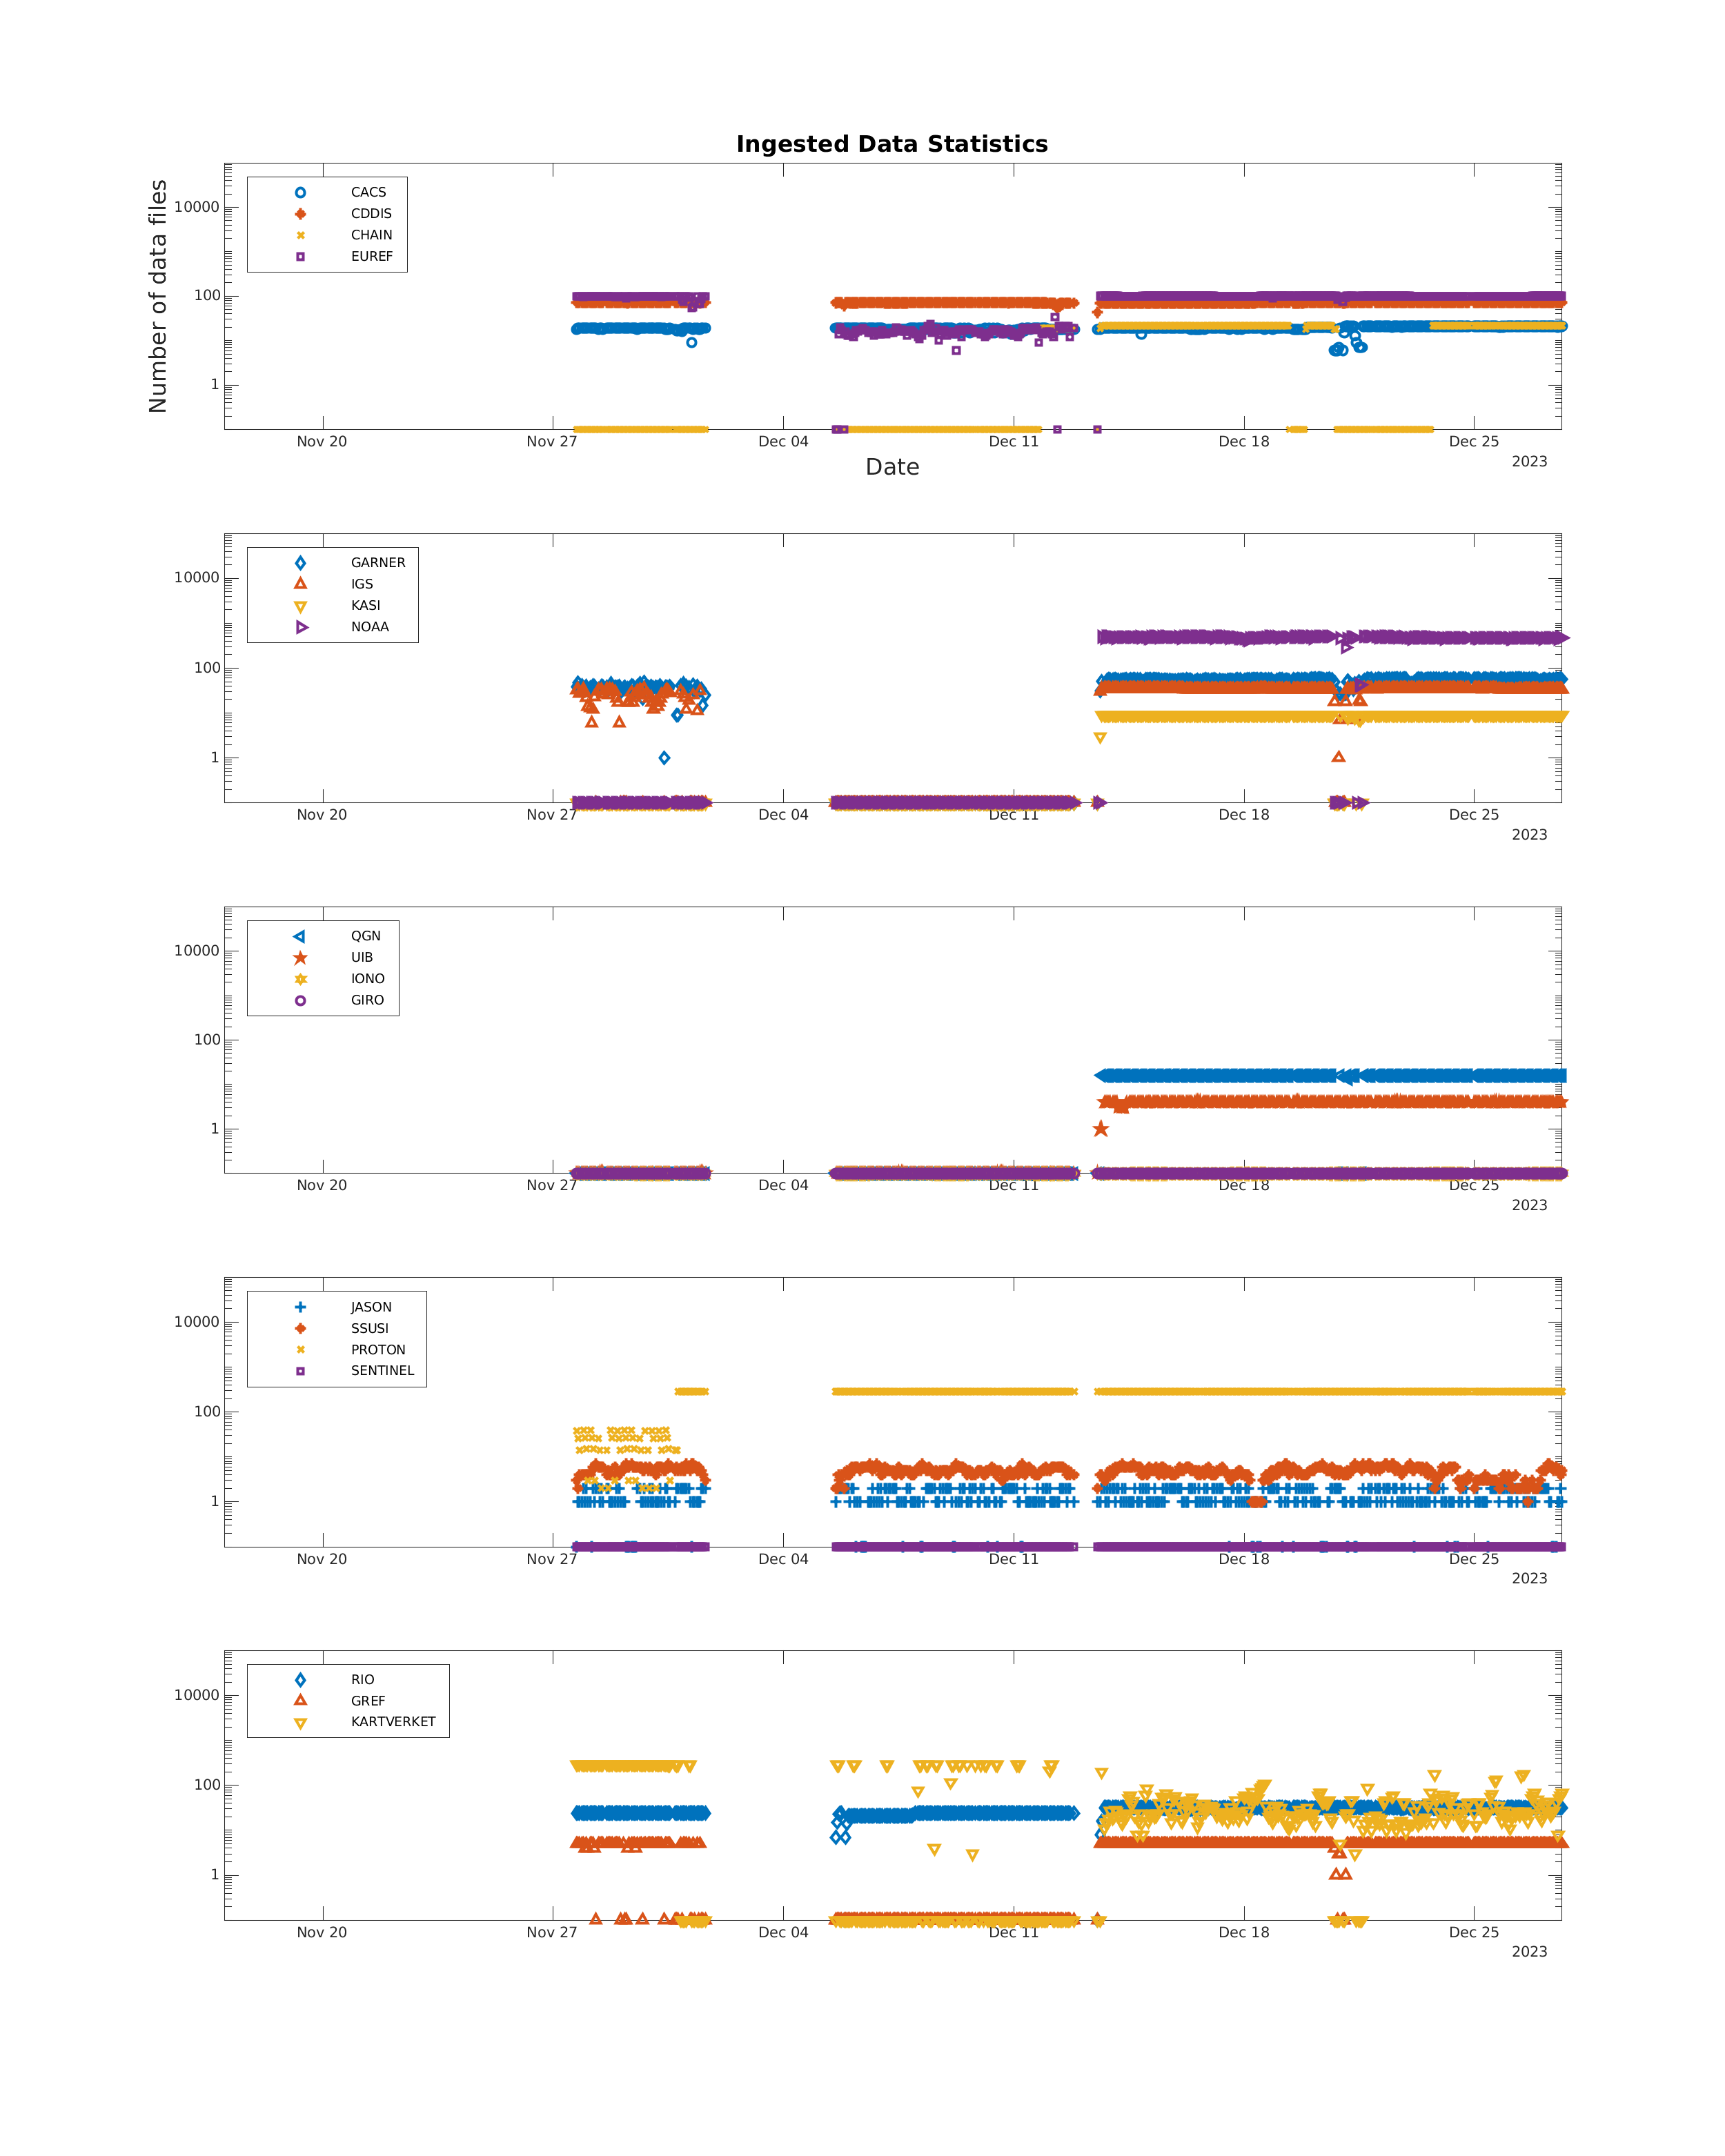 Ingested Data Statistics
Number of data files
10000
100
1
CACS
CDDIS
CHAIN
EUREF
Nov 20 Nov 27 Dec 04 Dec 11 Dec 18 Dec 25
2023
Date
10000
100
1
GARNER
IGS
KASI
NOAA
Nov 20 Nov 27 Dec 04 Dec 11 Dec 18 Dec 25
2023
10000
100
1
QGN
UIB
IONO
GIRO
Nov 20 Nov 27 Dec 04 Dec 11 Dec 18 Dec 25
2023
10000
100
1
JASON
SSUSI
PROTON
SENTINEL
Nov 20 Nov 27 Dec 04 Dec 11 Dec 18 Dec 25
2023
10000
100
1
RIO
GREF
KARTVERKET
Nov 20 Nov 27 Dec 04 Dec 11 Dec 18 Dec 25
2023